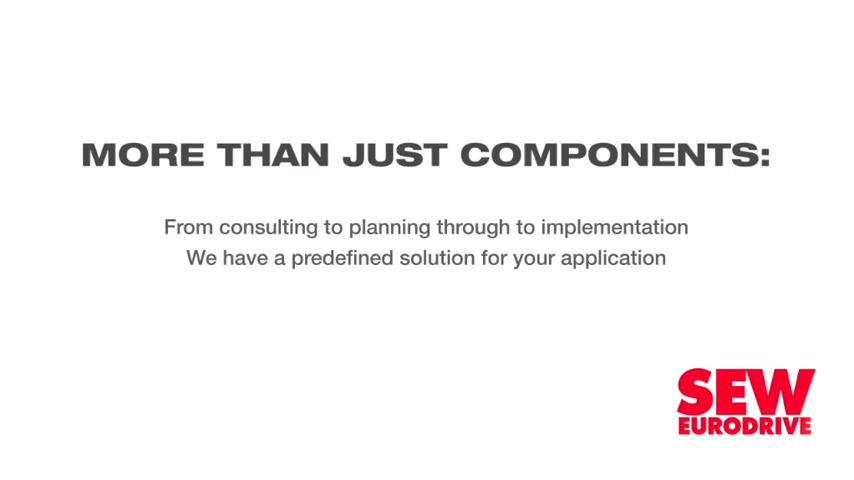 MORE THAN JUST COMPONENTS:
From consulting to planning through to implementation
We have a predefined solution for your application
SEW
EURODRIVE